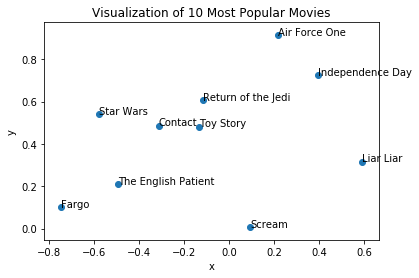 Visualization of 10 Most Popular Movies
Air Force One
Independence Day
Return of the Jedi
Star Wars
Contact
Toy Story
Liar Liar
The English Patient
Fargo
Scream
y
0.8
0.6
0.4
0.2
0.0
−0.8 −0.6 −0.4 −0.2 0.0 0.2 0.4 0.6
x